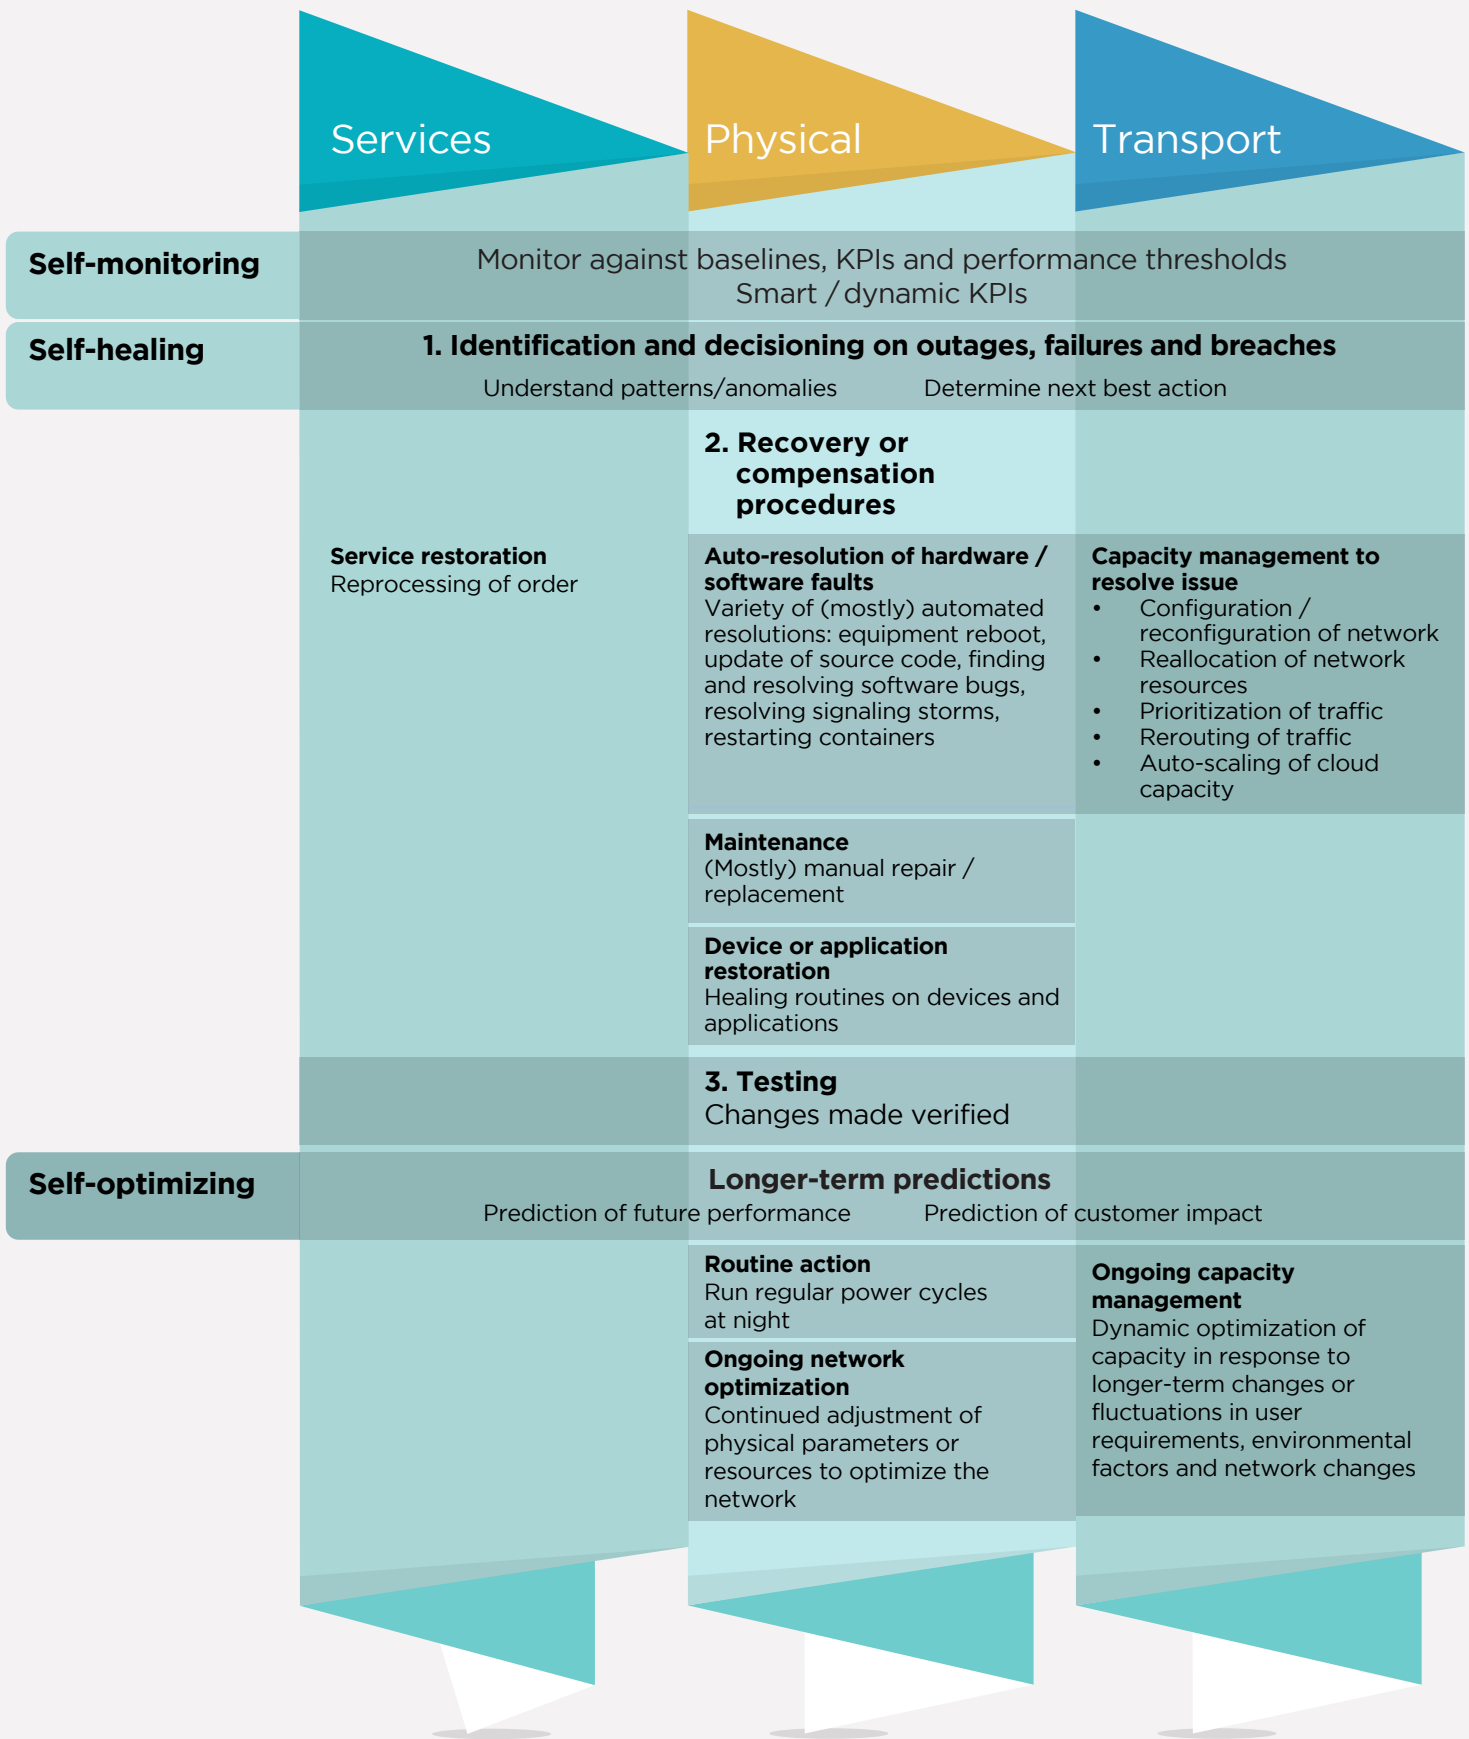 Services
Physical
Transport
Self-monitoring
Monitor against baselines, KPIs and performance thresholds
Smart / dynamic KPIs
Self-healing
1. Identification and decisioning on outages, failures and breaches
Understand patterns/anomalies
Determine next best action
2. Recovery or
compensation
procedures
Service restoration
Reprocessing of order
Auto-resolution of hardware /
software faults
Variety of (mostly) automated
resolutions: equipment reboot,
update of source code, finding
and resolving software bugs,
resolving signaling storms,
restarting containers
Capacity management to
resolve issue
• Configuration /
reconfiguration of network
• Reallocation of network
resources
• Prioritization of traffic
• Rerouting of traffic
• Auto-scaling of cloud
capacity
Maintenance
(Mostly) manual repair /
replacement
Device or application
restoration
Healing routines on devices and
applications
3. Testing
Changes made verified
Self-optimizing
Longer-term predictions
Prediction of future performance
Prediction of customer impact
Routine action
Run regular power cycles
at night
Ongoing network
optimization
Continued adjustment of
physical parameters or
resources to optimize the
network
Ongoing capacity
management
Dynamic optimization of
capacity in response to
longer-term changes or
fluctuations in user
requirements, environmental
factors and network changes